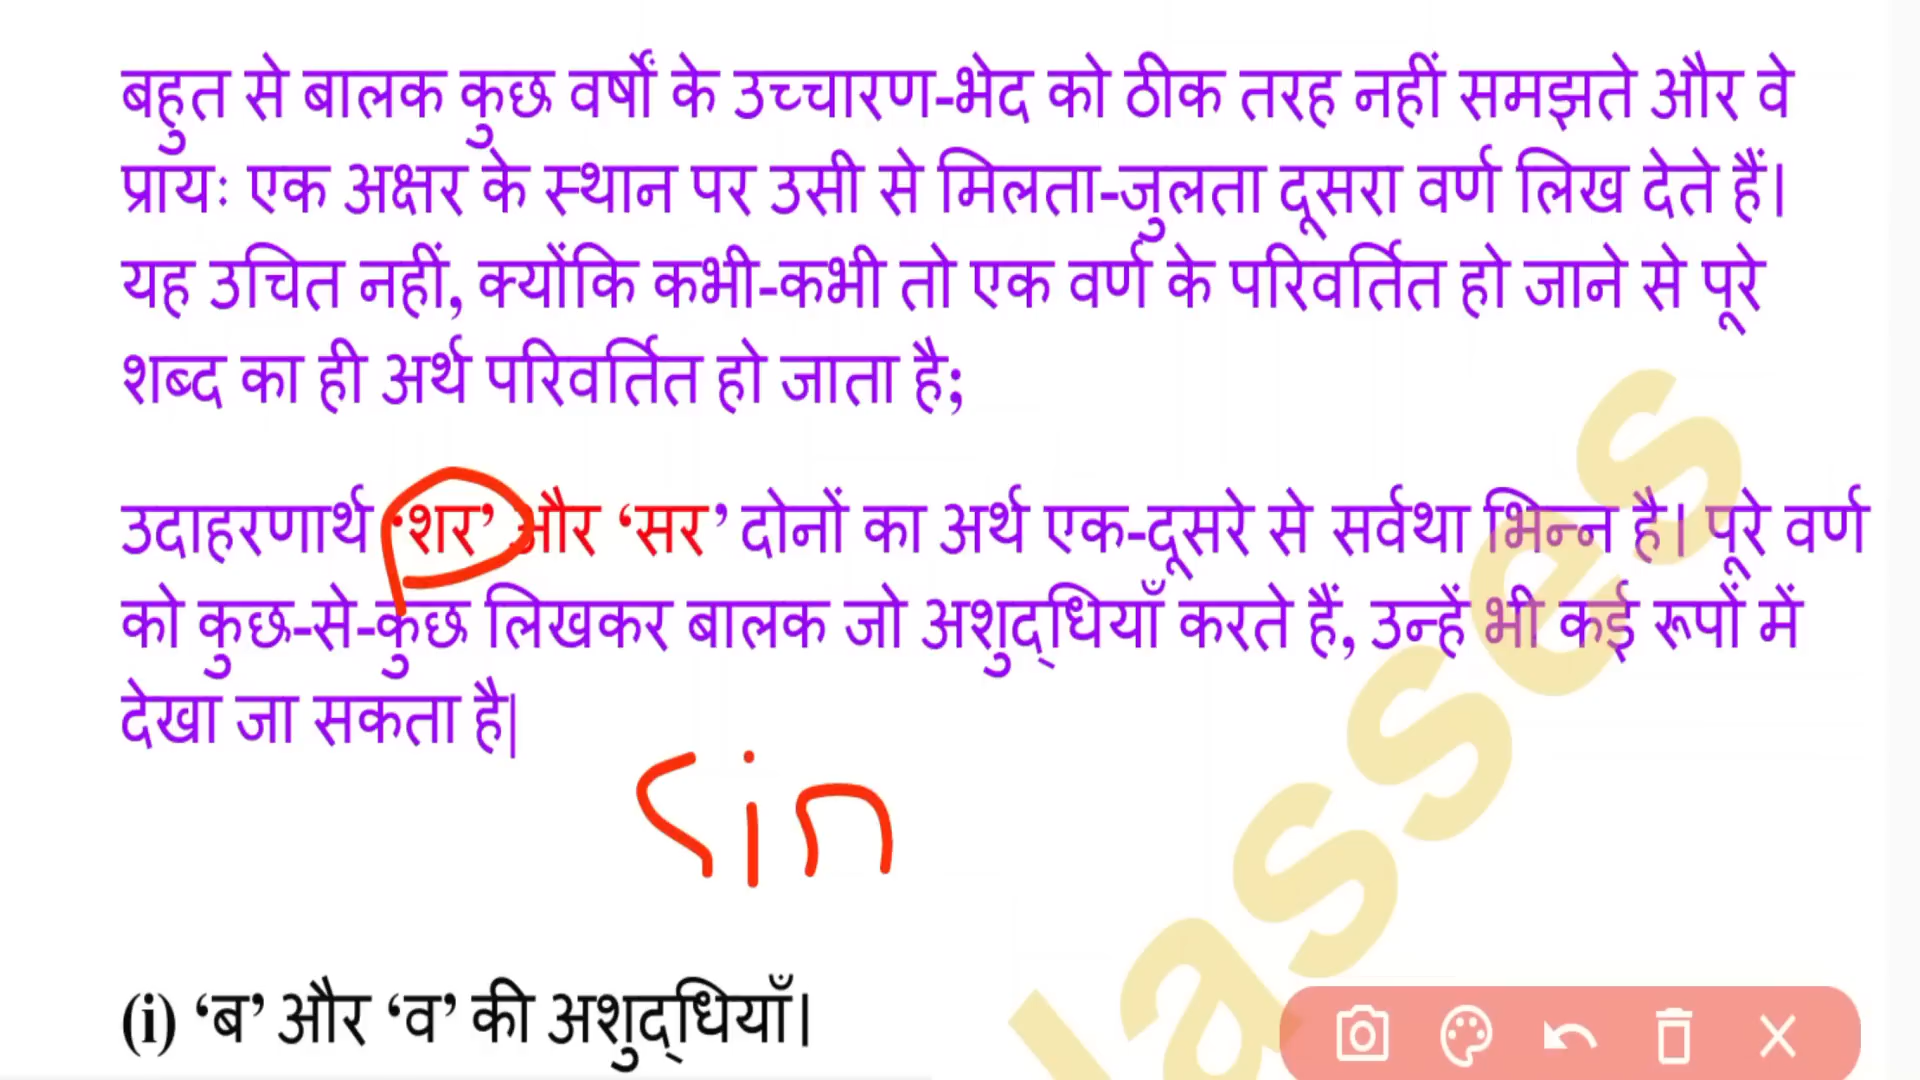 बहुत से बालक कुछ वर्षों के उच्चारण-भेद को ठीक तरह नहीं समझते और वे
प्रायः एक अक्षर के स्थान पर उसी से मिलता-जुलता दूसरा वर्ण लिख देते हैं।
यह उचित नहीं, क्योंकि कभी-कभी तो एक वर्ण के परिवर्तित हो जाने से पूरे
शब्द का ही अर्थ परिवर्तित हो जाता है;
उदाहरणार्थ ‘शर’ और ‘सर’ दोनों का अर्थ एक-दूसरे से सर्वथा भिन्न है। पूरे वर्ण
को कुछ-से-कुछ लिखकर बालक जो अशुद्धियाँ करते हैं, उन्हें भी कई रूपों में
देखा जा सकता है|
sin
(i) ‘ब’ और ‘व’ की अशुद्धियाँ।
lasses